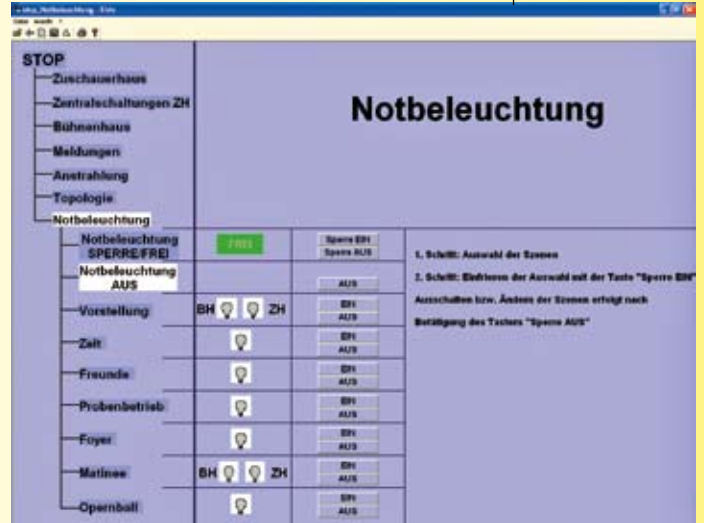 STOP
Zuschauerhaus
Zentralschaltungen ZH
Bühnenhaus
Meldungen
Anstrahlung
Topologie
Notbeleuchtung
Notbeleuchtung
Notbeleuchtung
SPERRE/FREI
FREI
Sperre EIN
Sperre AUS
Notbeleuchtung
AUS
AUS
Vorstellung
BH ZH
EIN
AUS
Zelt
EIN
AUS
Freunde
EIN
AUS
Probenbetrieb
EIN
AUS
Foyer
EIN
AUS
Matinee
BH ZH
EIN
AUS
Opernball
EIN
AUS
1. Schritt: Auswahl der Szenen
2. Schritt: Einfrieren der Auswahl mit der Taste "Sperre EIN"
Ausschalten bzw. Ändern der Szenen erfolgt nach
Betätigung des Tasters "Sperre AUS"